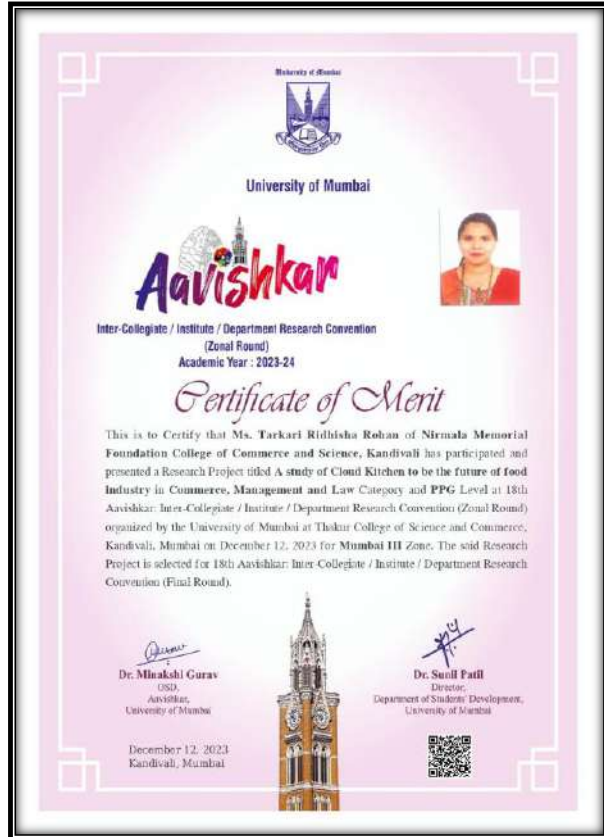 University of Mumbai
University of Mumbai
Aavishkar
Inter-Collegiate / Institute / Department Research Convention
(Zonal Round)
Academic Year : 2023-24
Certificate of Merit
This is to Certify that Ms. Tarkari Ridhisha Rohan of Nirmala Memorial
Foundation College of Commerce and Science, Kandivali has participated and
presented a Research Project titled A study of Cloud Kitchen to be the future of food
industry in Commerce, Management and Law Category and PPG Level at 18th
Aavishkar: Inter-Collegiate / Institute / Department Research Convention (Zonal Round)
organized by the University of Mumbai at Thakur College of Science and Commerce,
Kandivali, Mumbai on December 12, 2023 for Mumbai III Zone. The said Research
Project is selected for 18th Aavishkar: Inter-Collegiate / Institute / Department Research
Convention (Final Round).
Dr. Minakshi Gurav
OSD,
Aavishkar,
University of Mumbai
Dr. Sunil Patil
Director,
Department of Students' Development,
University of Mumbai
December 12, 2023
Kandivali, Mumbai